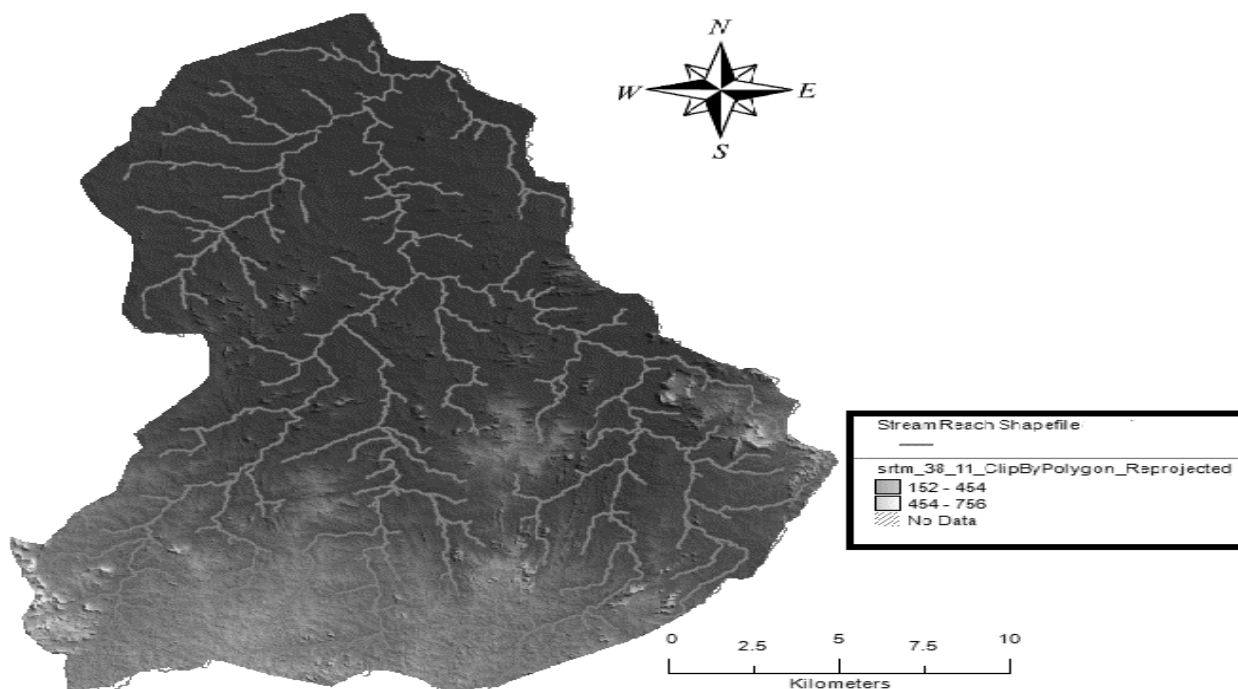 N
W E
S
Stream Reach Shapefile
srtm_38_11_ClipByPolygon_Reprojected
152 - 454
454 - 756
No Data
0 5 10
2.5 7.5
Kilometers